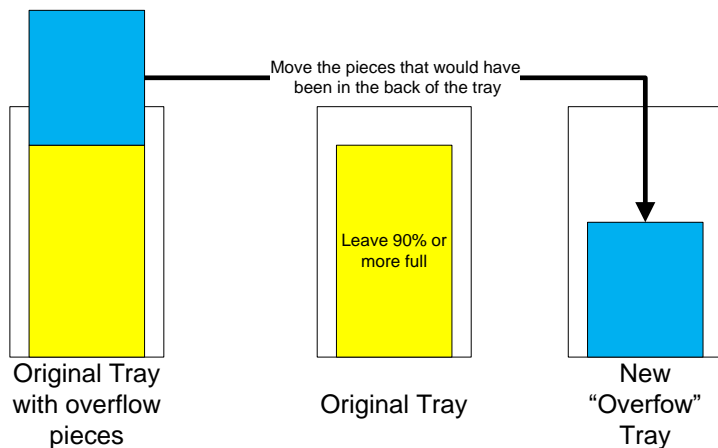 Move the pieces that would have
been in the back of the tray
Leave 90% or
more full
Original Tray
with overflow
pieces
Original Tray
New
“Overfow”
Tray